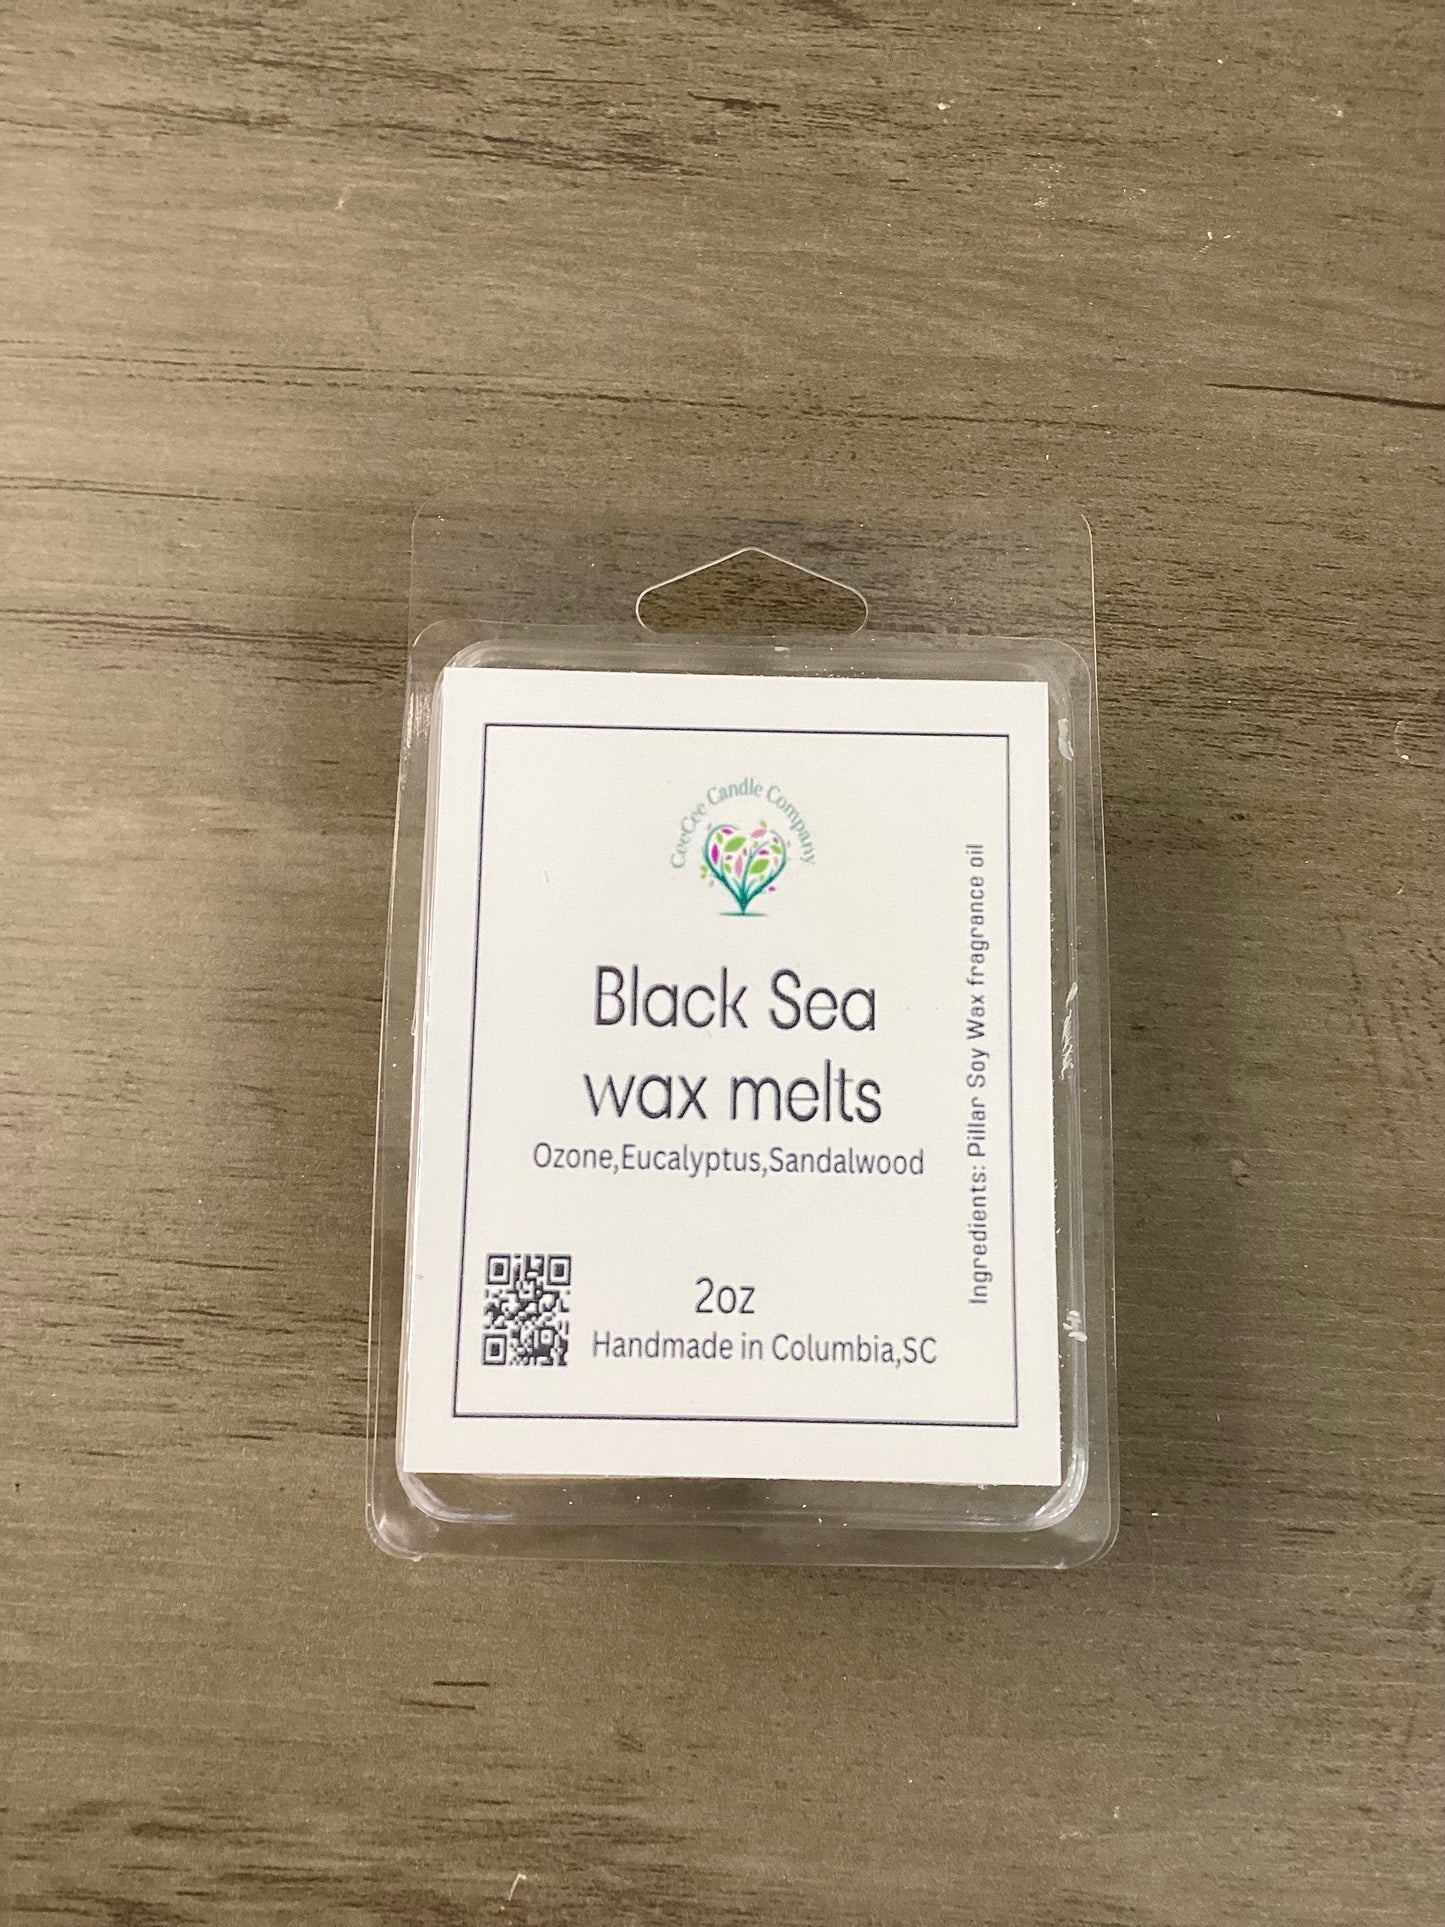 CeeCee Candle Company
Black Sea
wax melts
Ozone,Eucalyptus,Sandalwood
2oz
Handmade in Columbia,SC
Ingredients: Pillar Soy Wax fragrance oil